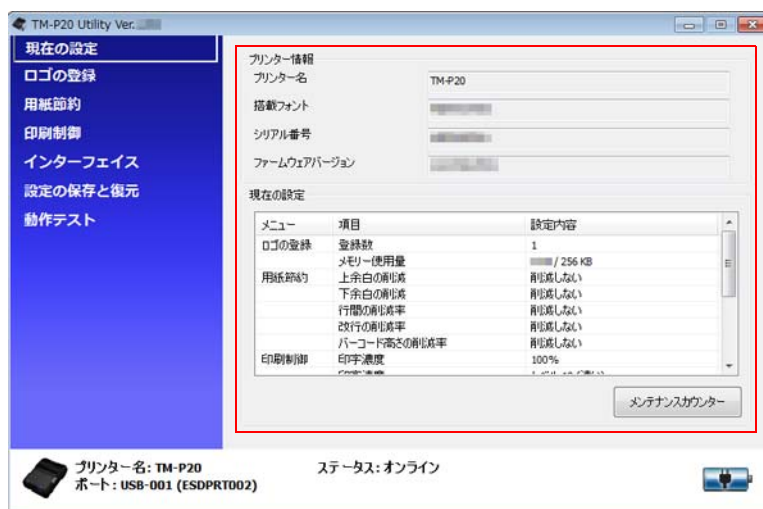 TM-P20 Utility Ver.
現在の設定
ロゴの登録
用紙節約
印刷制御
インターフェイス
設定の保存と復元
動作テスト
プリンター情報
プリンター名 TM-P20
搭載フォント
シリアル番号
ファームウェアバージョン
現在の設定
メニュー 項目 設定内容
ロゴの登録 登録数 1
メモリー使用量 / 256 KB
用紙節約 上余白の削減 削減しない
下余白の削減 削減しない
行間の削減率 削減しない
改行の削減率 削減しない
バーコード高さの削減率 削減しない
印刷制御 印字濃度 100%
メンテナンスカウンター
プリンター名: TM-P20 ステータス: オンライン
ポート: USB-001 (ESDPRT002)